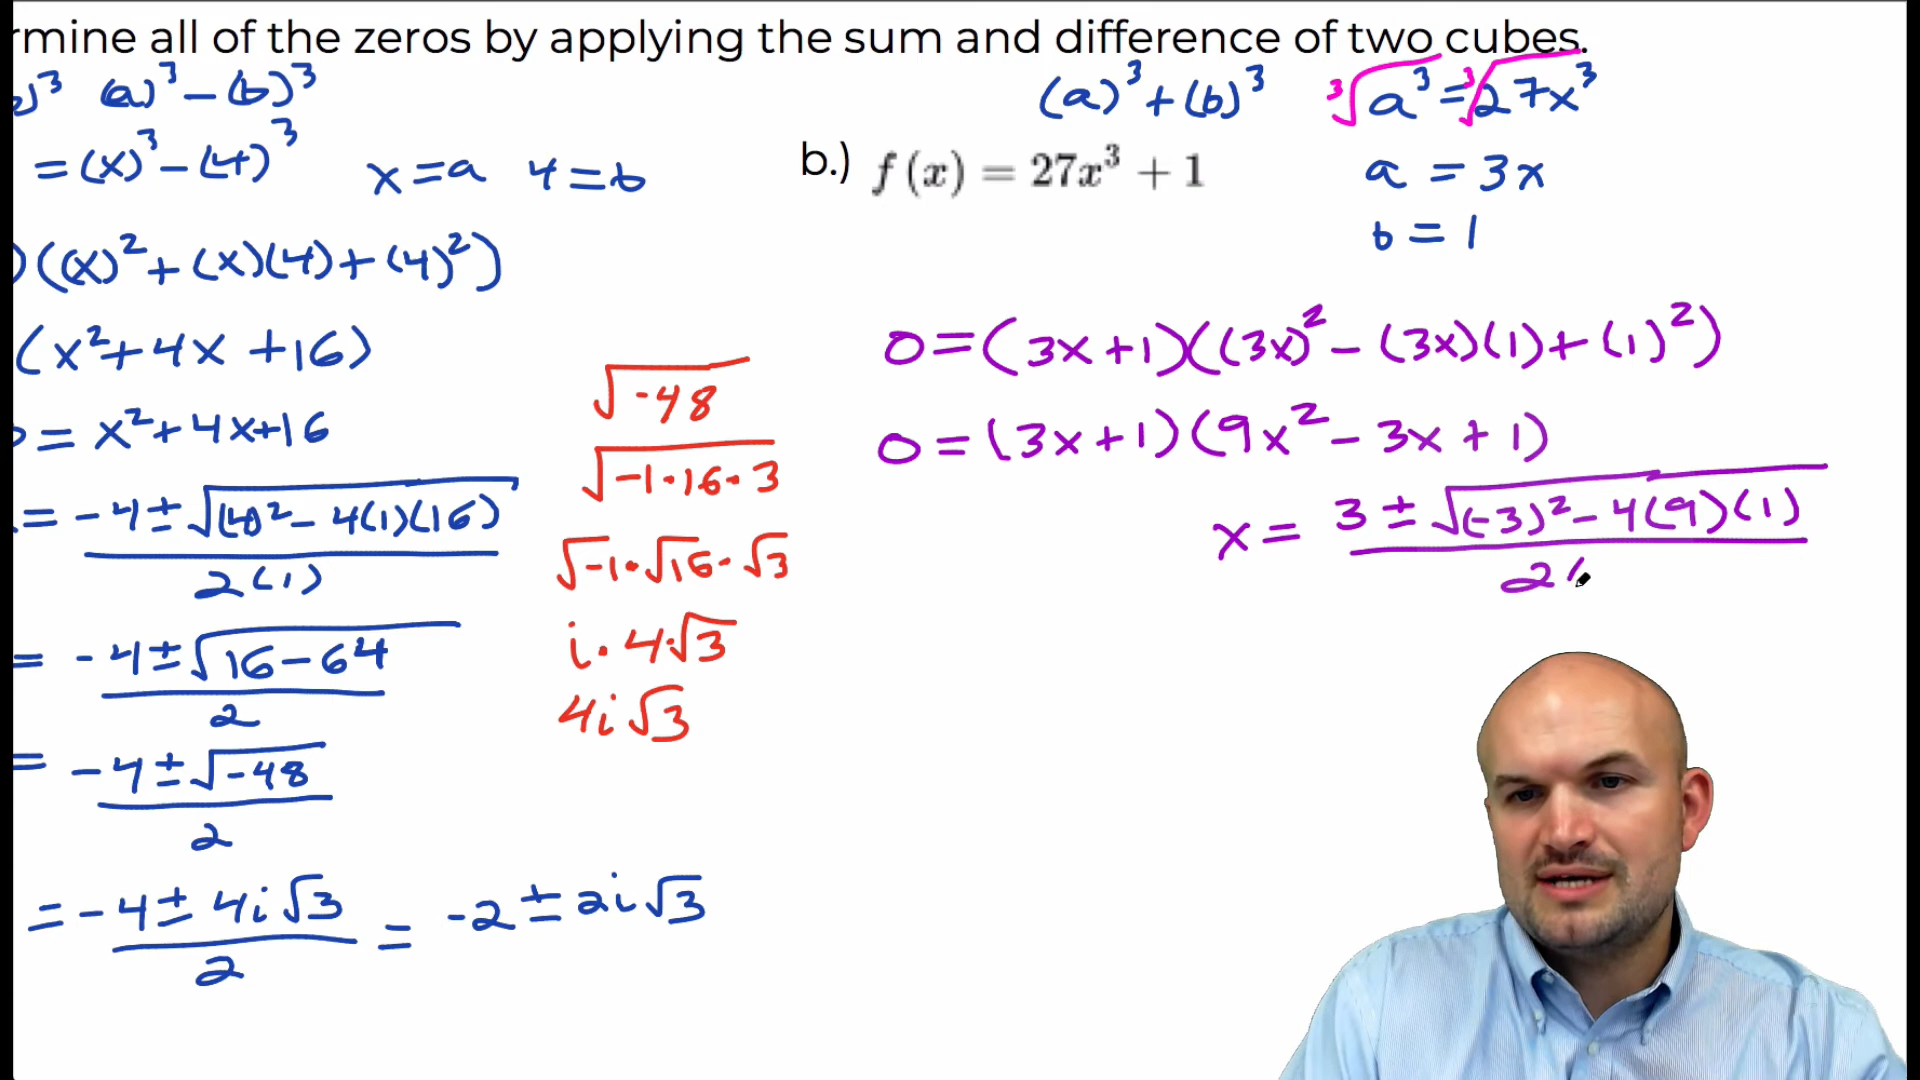 rmine all of the zeros by applying the sum and difference of two cubes.
)³ (a)³ – (b)³
= (x)³ – (4)³ x = a 4 = b
)((x)² + (x)(4) + (4)²)
(x² + 4x + 16)
= x² + 4x + 16
= -4 ± √(4)² – 4(1)(16)
2(1)
= -4 ± √16 – 64
2
= -4 ± √-48
2
= -4 ± 4i√3 = -2 ± 2i√3
2
√-48
√-1·16·3
√-1·√16·√3
i·4·√3
4i√3
(a)³ + (b)³ ³√a³ = ³√27x³
b.) f(x) = 27x³ + 1 a = 3x
b = 1
0 = (3x + 1)((3x)² – (3x)(1) + (1)²)
0 = (3x + 1)(9x² – 3x + 1)
x = 3 ± √(-3)² – 4(9)(1)
2(